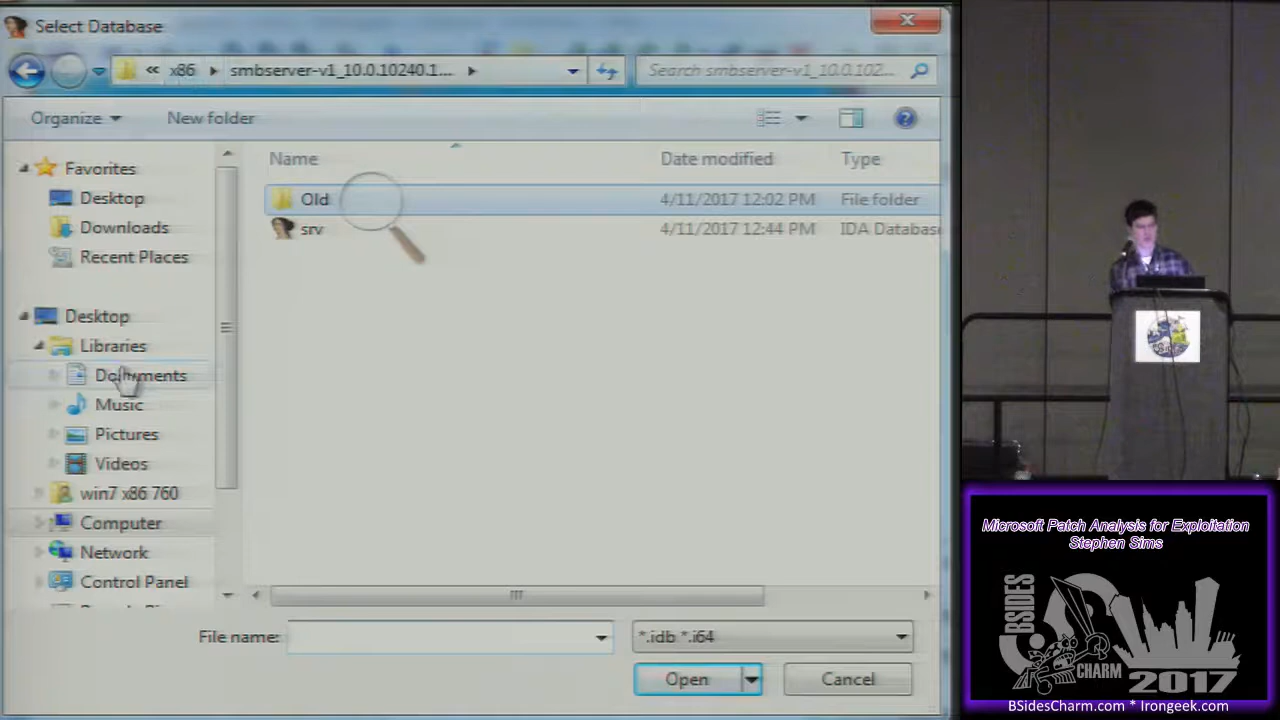 Select Database
« x86 ▸ smbserver-v1_10.0.10240.1... ▸
Search smbserver-v1_10.0.102...
Organize
New folder
Name
Date modified
Type
Old
4/11/2017 12:02 PM
File folder
srv
4/11/2017 12:44 PM
IDA Databas
Favorites
Desktop
Downloads
Recent Places
Desktop
Libraries
Documents
Music
Pictures
Videos
win7 x86 760
Computer
Network
Control Panel
File name:
*.idb *.i64
Open
Cancel
Microsoft Patch Analysis for Exploitation
Stephen Sims
BSIDES
CHARM
2017
BSidesCharm.com * Irongeek.com